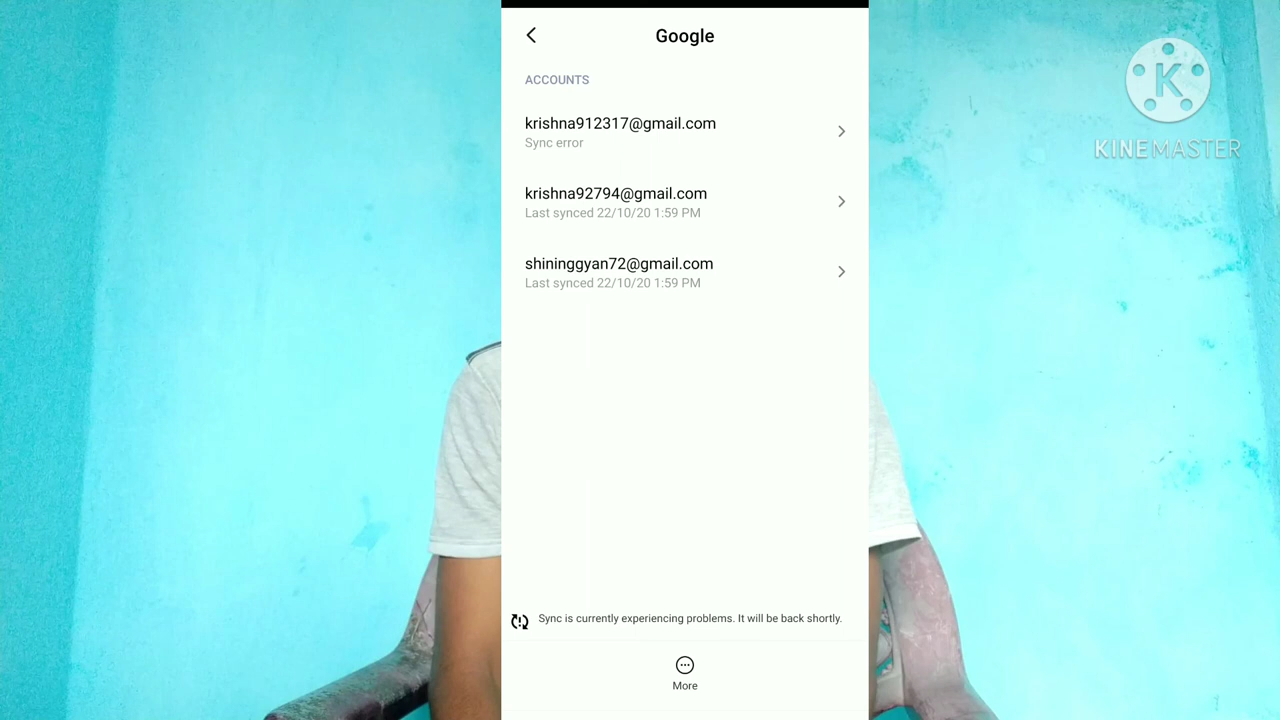 Google
ACCOUNTS
krishna912317@gmail.com
Sync error
krishna92794@gmail.com
Last synced 22/10/20 1:59 PM
shininggyan72@gmail.com
Last synced 22/10/20 1:59 PM
Sync is currently experiencing problems. It will be back shortly.
More
K
KINEMASTER